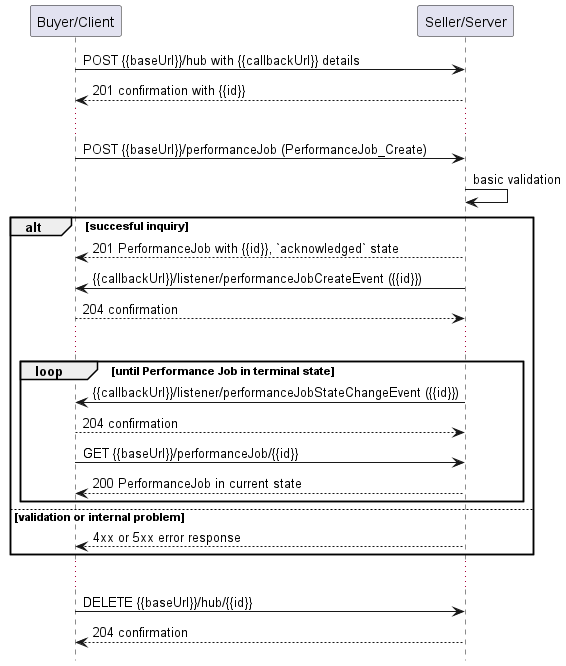 Buyer/Client
Seller/Server
POST {{baseUrl}}/hub with {{callbackUrl}} details
201 confirmation with {{id}}
POST {{baseUrl}}/performanceJob (PerformanceJob_Create)
basic validation
alt
[succesful inquiry]
201 PerformanceJob with {{id}}, `acknowledged` state
{{callbackUrl}}/listener/performanceJobCreateEvent ({{id}})
204 confirmation
loop
[until Performance Job in terminal state]
{{callbackUrl}}/listener/performanceJobStateChangeEvent ({{id}})
204 confirmation
GET {{baseUrl}}/performanceJob/{{id}}
200 PerformanceJob in current state
[validation or internal problem]
4xx or 5xx error response
DELETE {{baseUrl}}/hub/{{id}}
204 confirmation